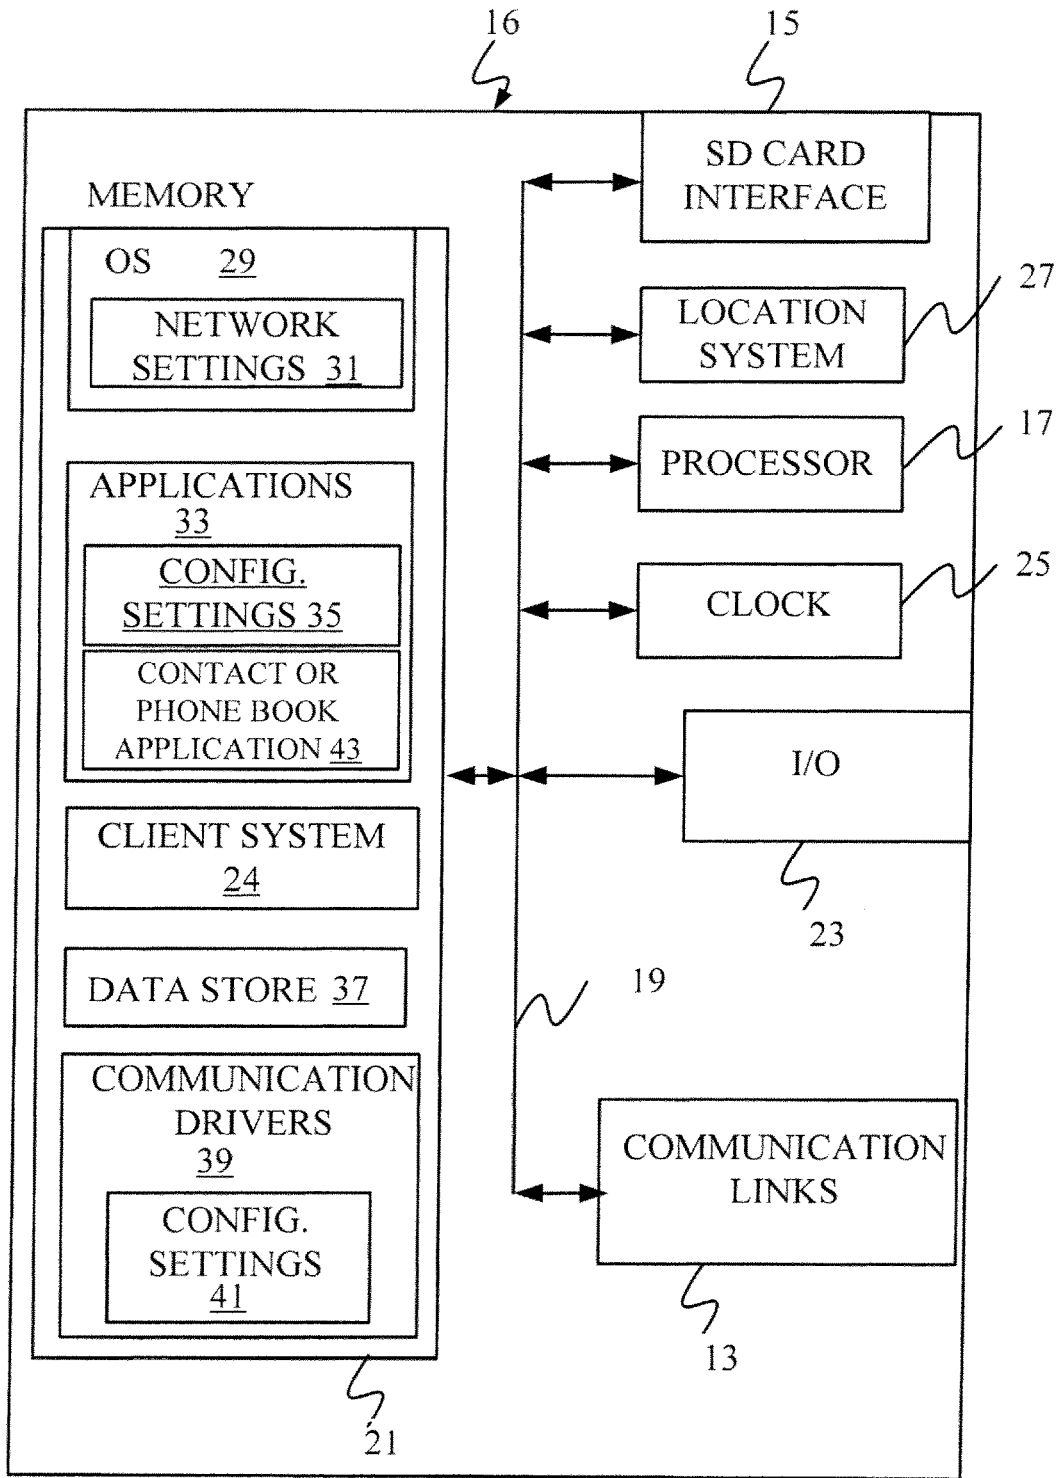 16
15
SD CARD
INTERFACE
MEMORY
OS 29
NETWORK
SETTINGS 31
27
LOCATION
SYSTEM
17
PROCESSOR
APPLICATIONS
33
CONFIG.
SETTINGS 35
CONTACT OR
PHONE BOOK
APPLICATION 43
25
CLOCK
I/O
23
CLIENT SYSTEM
24
DATA STORE 37
19
COMMUNICATION
DRIVERS
39
CONFIG.
SETTINGS
41
COMMUNICATION
LINKS
13
21